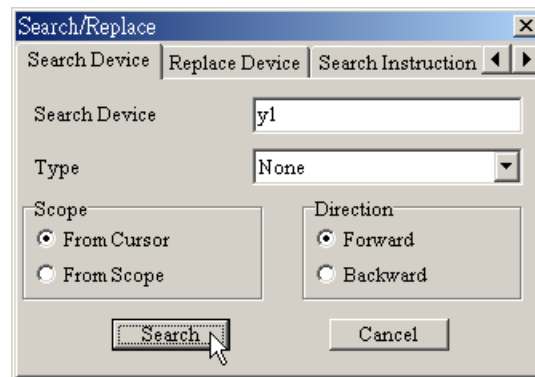 Search/Replace
Search Device Replace Device Search Instruction
Search Device y1
Type None
Scope Direction
From Cursor Forward
From Scope Backward
Search Cancel